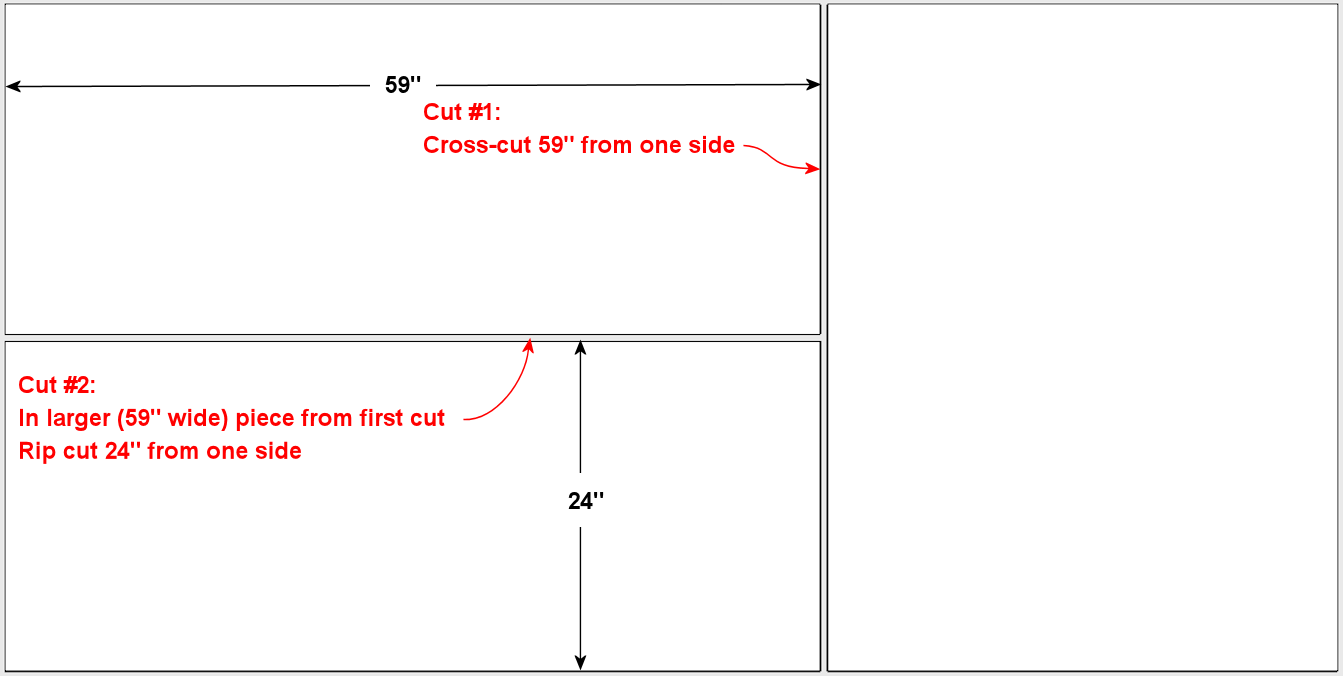 59"
Cut #1:
Cross-cut 59" from one side
Cut #2:
In larger (59" wide) piece from first cut
Rip cut 24" from one side
24"